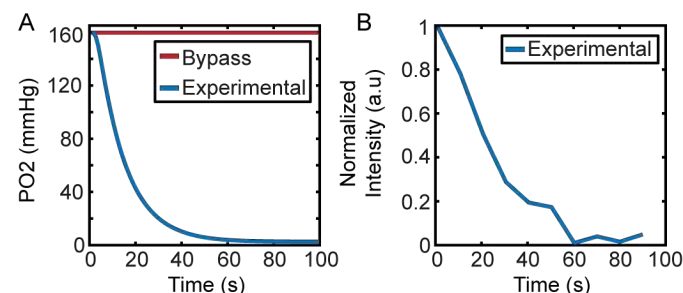 A
PO2 (mmHg)
160
120
80
40
0
Bypass
Experimental
0 20 40 60 80 100
Time (s)
B
Normalized
Intensity (a.u)
1
0.8
0.6
0.4
0.2
0
Experimental
0 20 40 60 80 100
Time (s)